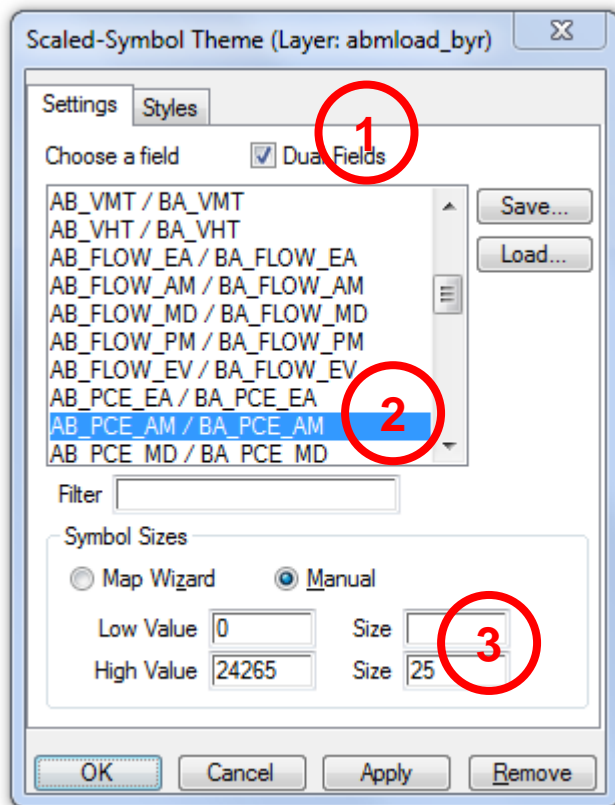 Scaled-Symbol Theme (Layer: abmload_byr)
Settings Styles
1
Choose a field Dual Fields
AB_VMT / BA_VMT
AB_VHT / BA_VHT
AB_FLOW_EA / BA_FLOW_EA
AB_FLOW_AM / BA_FLOW_AM
AB_FLOW_MD / BA_FLOW_MD
AB_FLOW_PM / BA_FLOW_PM
AB_FLOW_EV / BA_FLOW_EV
AB_PCE_EA / BA_PCE_EA
AB_PCE_AM / BA_PCE_AM
AB_PCE_MD / BA_PCE_MD
Save...
Load...
2
Filter
Symbol Sizes
Map Wizard Manual
Low Value 0 Size
High Value 24265 Size 25
3
OK Cancel Apply Remove